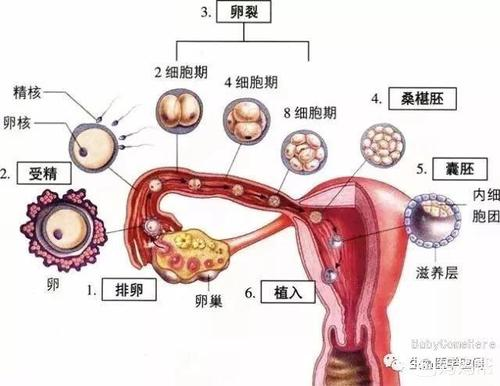 3. 卵裂
2细胞期
4细胞期
8细胞期
精核
卵核
4. 桑椹胚
2. 受精
5. 囊胚
内细
胞团
滋养层
卵
1. 排卵
卵巢
6. 植入
BabyComeHere